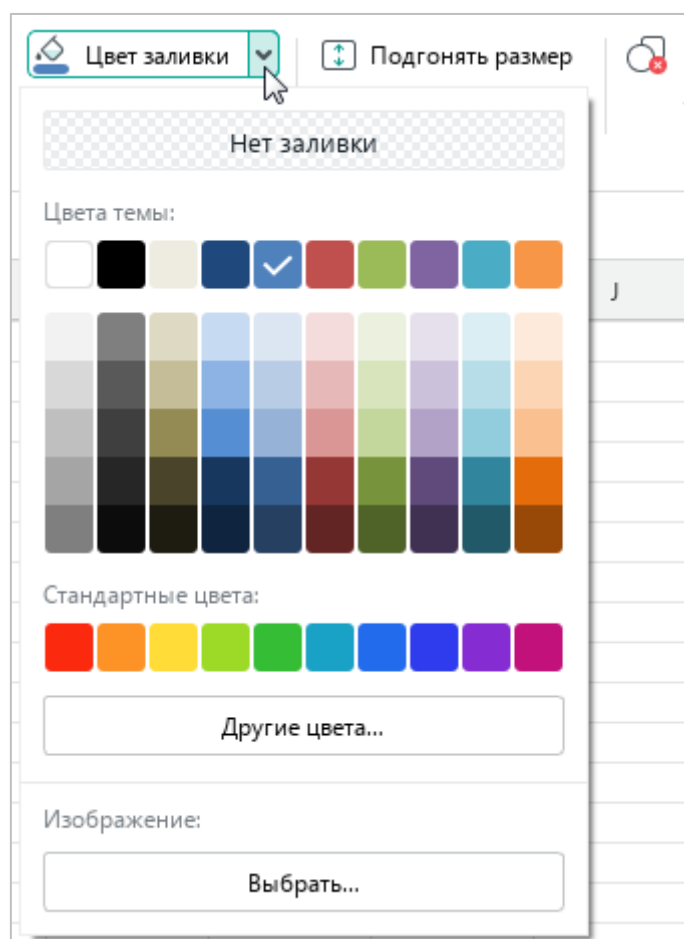 Цвет заливки
Подгонять размер
Нет заливки
Цвета темы:
J
Стандартные цвета:
Другие цвета...
Изображение:
Выбрать...